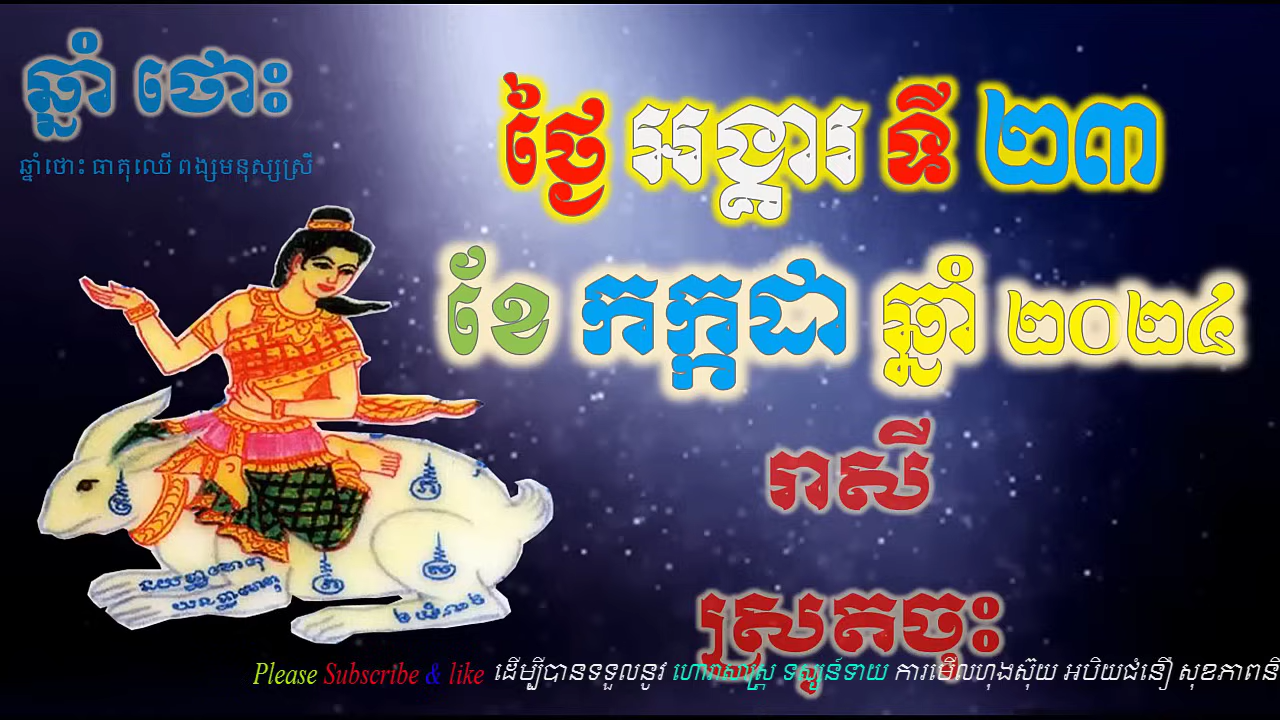 ឆ្នាំ ថោះ
ឆ្នាំថោះ ធាតុឈើ ពង្សមនុស្សស្រី
ថ្ងៃ អង្គារ ទី ២៣
ខែ កក្កដា ឆ្នាំ ២០២៤
រាសី
ស្រុតចុះ
Please Subscribe & like ដើម្បីបានទទួលនូវ ហោរាសាស្ត្រ ទស្សន៍ទាយ ការមើលហុងស៊ុយ អបិយជំនឿ សុខភាពនិ